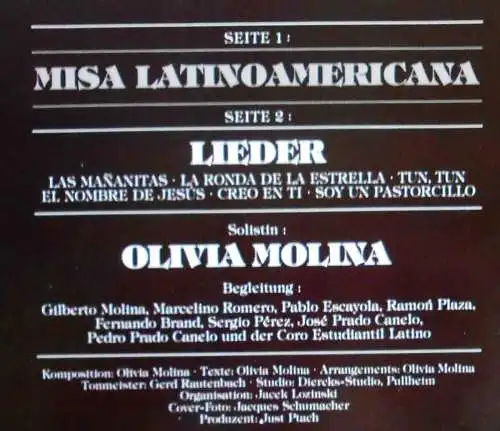 SEITE 1:
MISA LATINOAMERICANA
SEITE 2:
LIEDER
LAS MAÑANITAS · LA RONDA DE LA ESTRELLA · TUN, TUN
EL NOMBRE DE JESÚS · CREO EN TI · SOY UN PASTORCILLO
Solistin:
OLIVIA MOLINA
Begleitung:
Gilberto Molina, Marcelino Romero, Pablo Escayola, Ramoń Plaza,
Fernando Brand, Sergio Pérez, José Prado Canelo,
Pedro Prado Canelo und der Coro Estudiantil Latino
Komposition: Olivia Molina · Texte: Olivia Molina · Arrangements: Olivia Molina
Tonmeister: Gerd Rautenbach · Studio: Diercks-Studio, Pulheim
Organisation: Jacek Lozinski
Cover-Foto: Jacques Schumacher
Produzent: Just Ptach